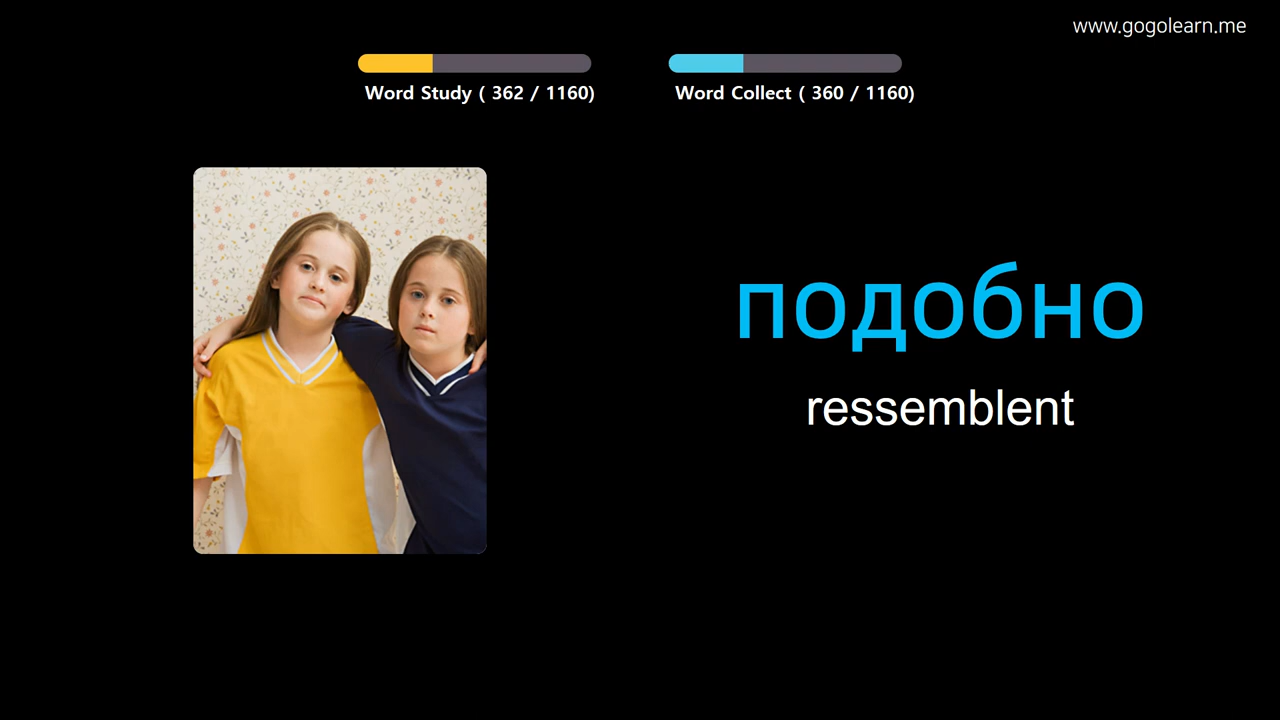 www.gogolearn.me
Word Study ( 362 / 1160)
Word Collect ( 360 / 1160)
подобно
ressemblent